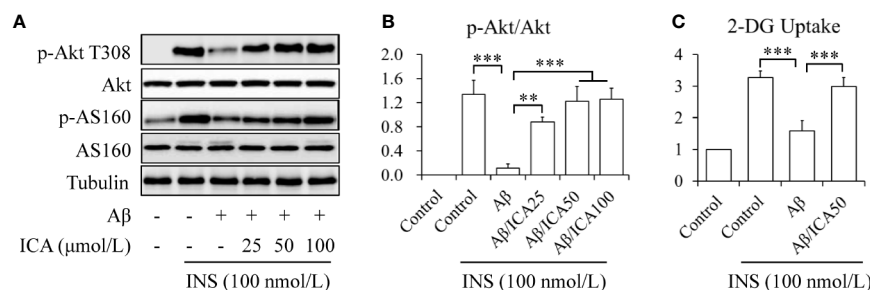 A
p-Akt T308
Akt
p-AS160
AS160
Tubulin
Aβ - - + + + +
ICA (μmol/L) - - - 25 50 100
INS (100 nmol/L)
B
p-Akt/Akt
2.0
1.6
1.2
0.8
0.4
0.0
***
***
**
Control
Control
Aβ
Aβ/ICA25
Aβ/ICA50
Aβ/ICA100
INS (100 nmol/L)
C
2-DG Uptake
4
3
2
1
0
***
***
Control
Control
Aβ
Aβ/ICA50
INS (100 nmol/L)